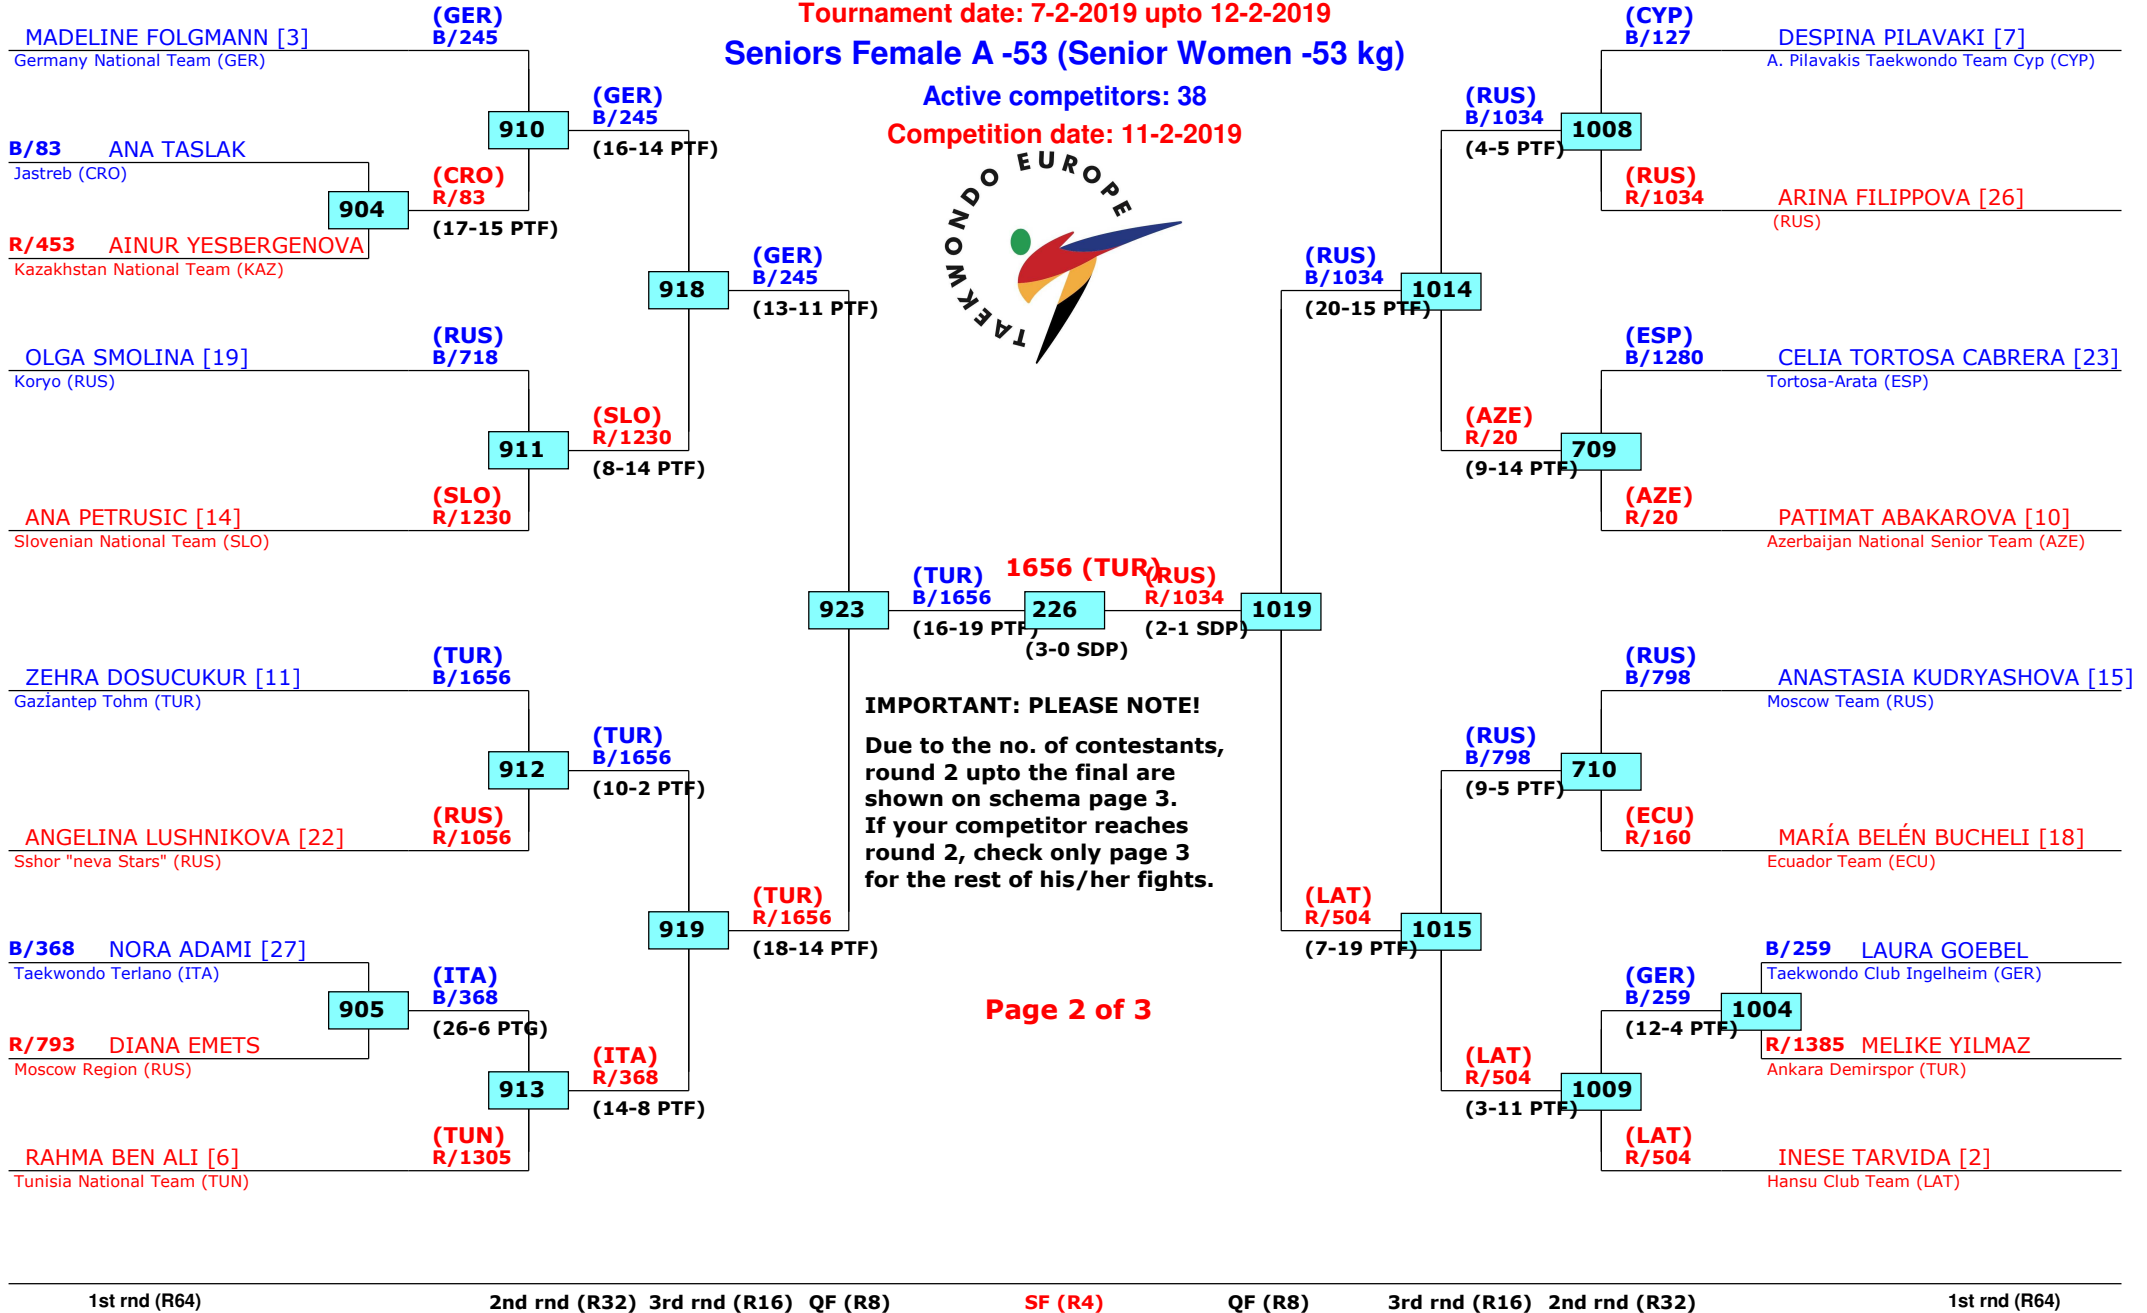 Tournament date: 7-2-2019 upto 12-2-2019
Seniors Female A -53 (Senior Women -53 kg)
Active competitors: 38
Competition date: 11-2-2019
TAEKWONDO EUROPE
MADELINE FOLGMANN [3]
Germany National Team (GER)
(GER)
B/245
B/83 ANA TASLAK
Jastreb (CRO)
904
R/453 AINUR YESBERGENOVA
Kazakhstan National Team (KAZ)
(CRO)
R/83
(17-15 PTF)
910
(GER)
B/245
(16-14 PTF)
OLGA SMOLINA [19]
Koryo (RUS)
(RUS)
B/718
911
ANA PETRUSIC [14]
Slovenian National Team (SLO)
(SLO)
R/1230
(SLO)
R/1230
(8-14 PTF)
918
(GER)
B/245
(13-11 PTF)
ZEHRA DOSUCUKUR [11]
Gazİantep Tohm (TUR)
(TUR)
B/1656
912
ANGELINA LUSHNIKOVA [22]
Sshor "neva Stars" (RUS)
(RUS)
R/1056
(TUR)
B/1656
(10-2 PTF)
B/368 NORA ADAMI [27]
Taekwondo Terlano (ITA)
905
R/793 DIANA EMETS
Moscow Region (RUS)
(ITA)
B/368
(26-6 PTG)
913
RAHMA BEN ALI [6]
Tunisia National Team (TUN)
(TUN)
R/1305
(ITA)
R/368
(14-8 PTF)
919
(TUR)
R/1656
(18-14 PTF)
923
(TUR)
B/1656
(16-19 PTF)
1656 (TUR)
226
(3-0 SDP)
(RUS)
R/1034
(2-1 SDP)
1019
IMPORTANT: PLEASE NOTE!
Due to the no. of contestants,
round 2 upto the final are
shown on schema page 3.
If your competitor reaches
round 2, check only page 3
for the rest of his/her fights.
Page 2 of 3
(RUS)
B/1034
(20-15 PTF)
1014
(RUS)
B/1034
(4-5 PTF)
1008
(CYP)
B/127
DESPINA PILAVAKI [7]
A. Pilavakis Taekwondo Team Cyp (CYP)
(RUS)
R/1034
ARINA FILIPPOVA [26]
(RUS)
(AZE)
R/20
(9-14 PTF)
709
(ESP)
B/1280
CELIA TORTOSA CABRERA [23]
Tortosa-Arata (ESP)
(AZE)
R/20
PATIMAT ABAKAROVA [10]
Azerbaijan National Senior Team (AZE)
(LAT)
R/504
(7-19 PTF)
1015
(RUS)
B/798
(9-5 PTF)
710
(RUS)
B/798
ANASTASIA KUDRYASHOVA [15]
Moscow Team (RUS)
(ECU)
R/160
MARÍA BELÉN BUCHELI [18]
Ecuador Team (ECU)
(LAT)
R/504
(3-11 PTF)
1009
(GER)
B/259
(12-4 PTF)
1004
B/259 LAURA GOEBEL
Taekwondo Club Ingelheim (GER)
R/1385 MELIKE YILMAZ
Ankara Demirspor (TUR)
(LAT)
R/504
INESE TARVIDA [2]
Hansu Club Team (LAT)
1st rnd (R64) 2nd rnd (R32) 3rd rnd (R16) QF (R8) SF (R4) QF (R8) 3rd rnd (R16) 2nd rnd (R32) 1st rnd (R64)